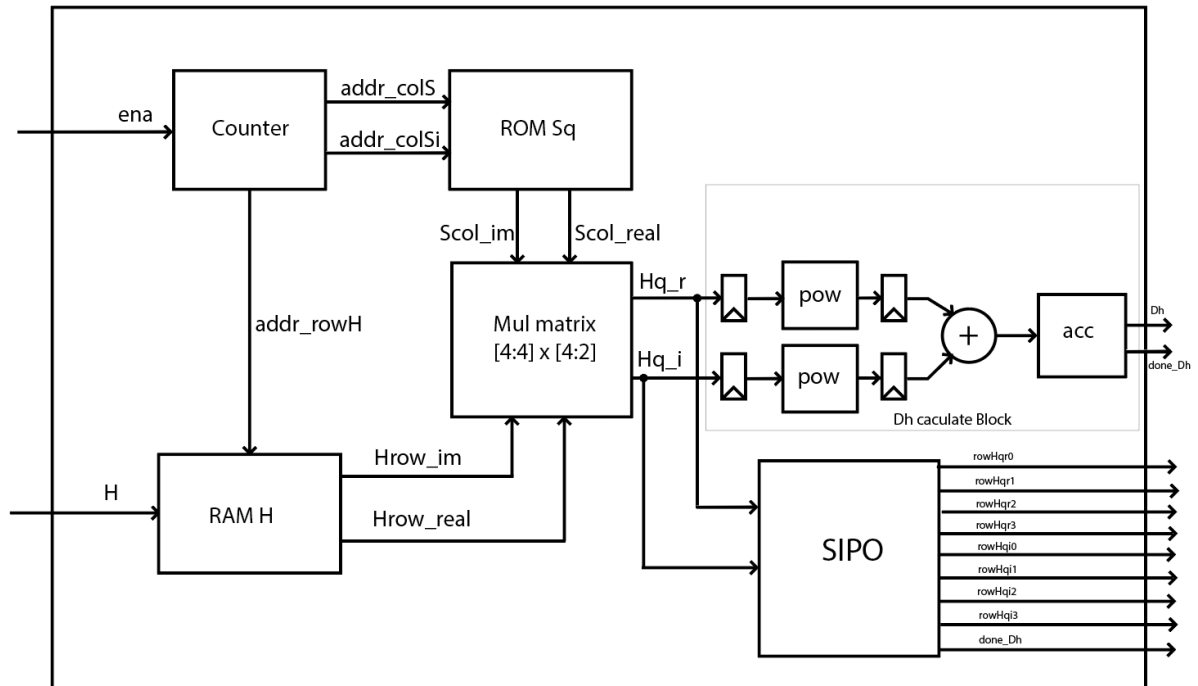 addr_colS
ena
Counter
ROM Sq
addr_colSi
Scol_im
Scol_real
Hq_r
addr_rowH
Mul matrix
[4:4] x [4:2]
pow
Dh
+
acc
Hq_i
done_Dh
pow
Dh caculate Block
Hrow_im
rowHqr0
H
rowHqr1
RAM H
rowHqr2
Hrow_real
rowHqr3
SIPO
rowHqi0
rowHqi1
rowHqi2
rowHqi3
done_Dh